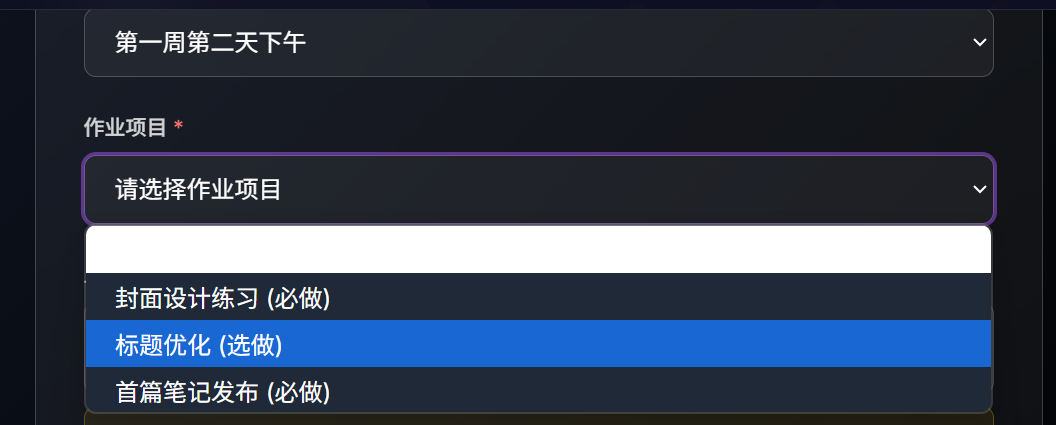 第一周第二天下午
作业项目 *
请选择作业项目
封面设计练习 (必做)
标题优化 (选做)
首篇笔记发布 (必做)